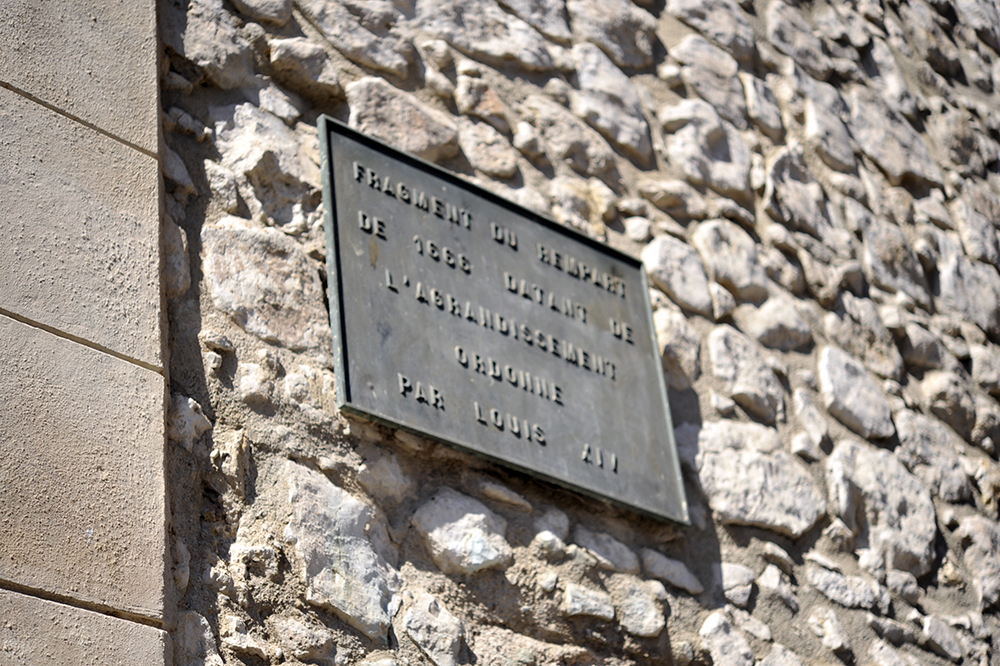 FRAGMENT DU REMPART
DE 1666 DATANT DE
L'AGRANDISSEMENT
ORDONNE
PAR LOUIS XIV